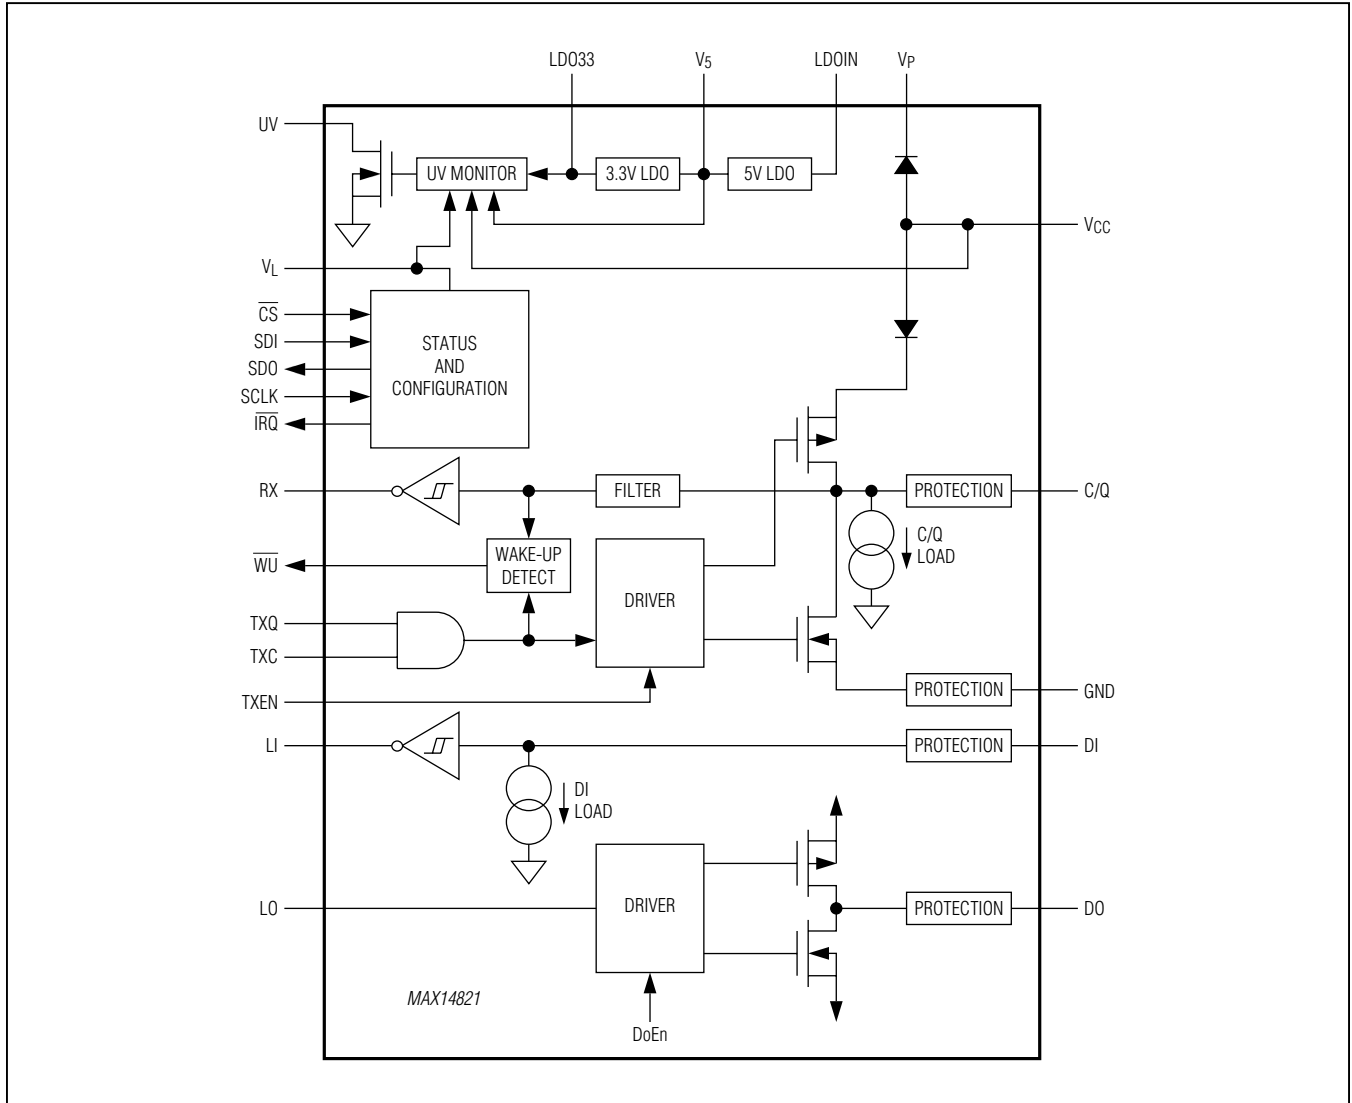 LDO33 V5 LDOIN VP
UV
UV MONITOR 3.3V LDO 5V LDO
VCC
VL
CS
SDI
SDO
SCLK
IRQ
STATUS
AND
CONFIGURATION
RX FILTER PROTECTION C/Q
C/Q
LOAD
WU
WAKE-UP
DETECT
DRIVER
TXQ
TXC
TXEN
PROTECTION GND
LI PROTECTION DI
DI
LOAD
LO DRIVER PROTECTION DO
MAX14821
DoEn